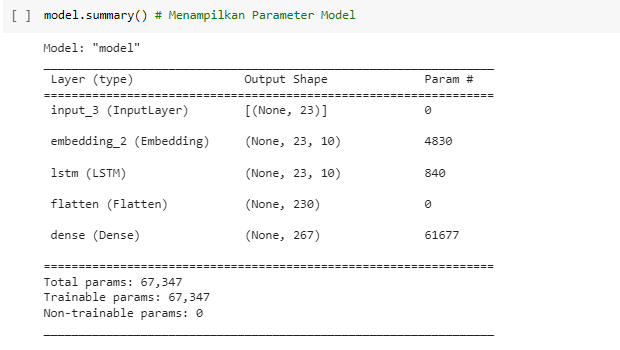 [ ] model.summary() # Menampilkan Parameter Model
Model: "model"
_________________________________________________________________
Layer (type) Output Shape Param #
=================================================================
input_3 (InputLayer) [(None, 23)] 0
embedding_2 (Embedding) (None, 23, 10) 4830
lstm (LSTM) (None, 23, 10) 840
flatten (Flatten) (None, 230) 0
dense (Dense) (None, 267) 61677
=================================================================
Total params: 67,347
Trainable params: 67,347
Non-trainable params: 0
_________________________________________________________________